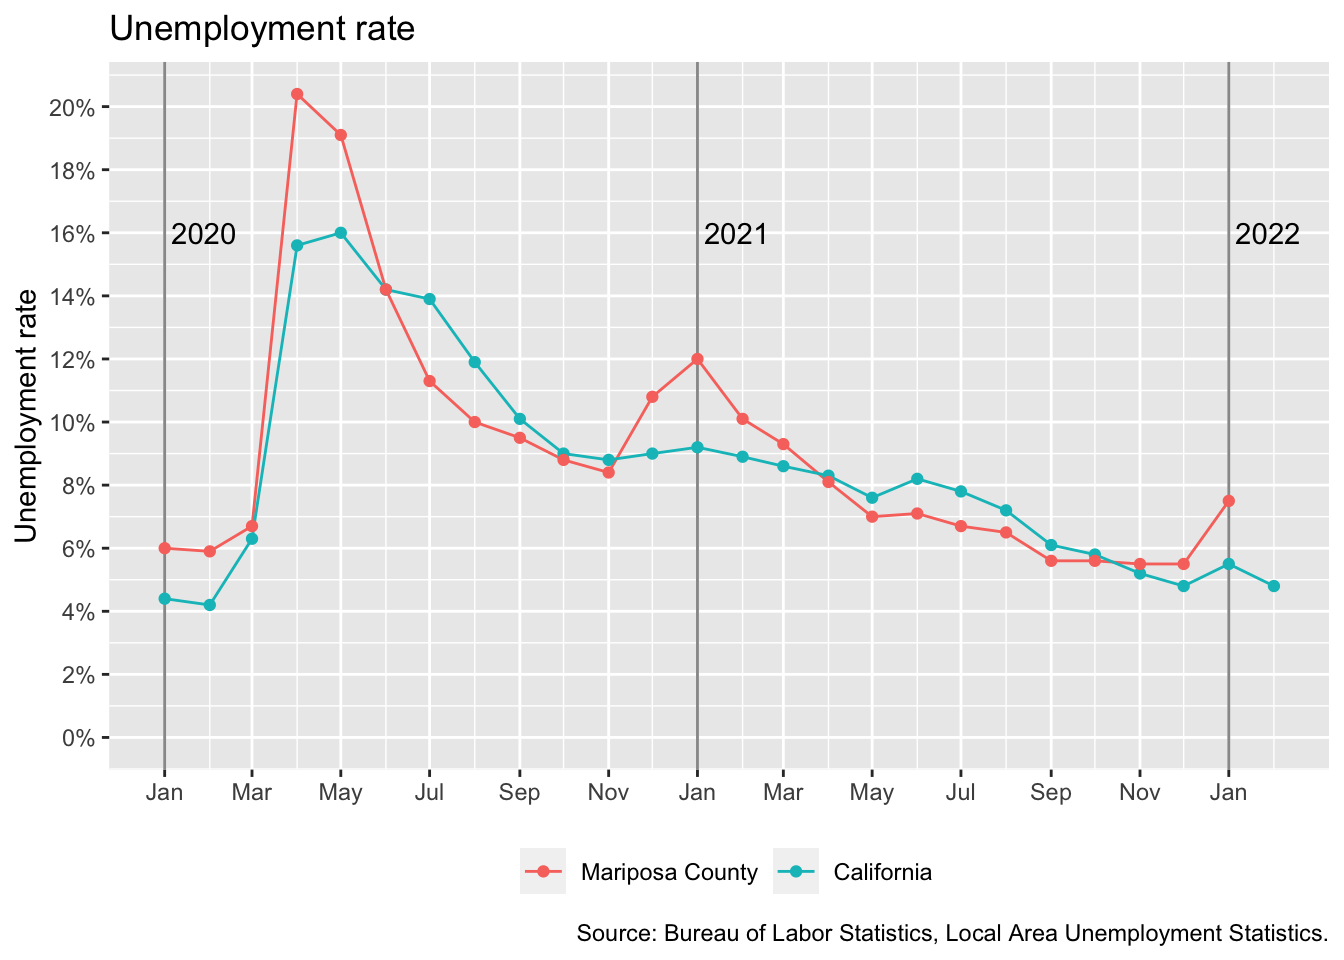 Unemployment rate
Unemployment rate
20%
18%
16%
14%
12%
10%
8%
6%
4%
2%
0%
2020 2021 2022
Jan Mar May Jul Sep Nov Jan Mar May Jul Sep Nov Jan
Mariposa County California
Source: Bureau of Labor Statistics, Local Area Unemployment Statistics.